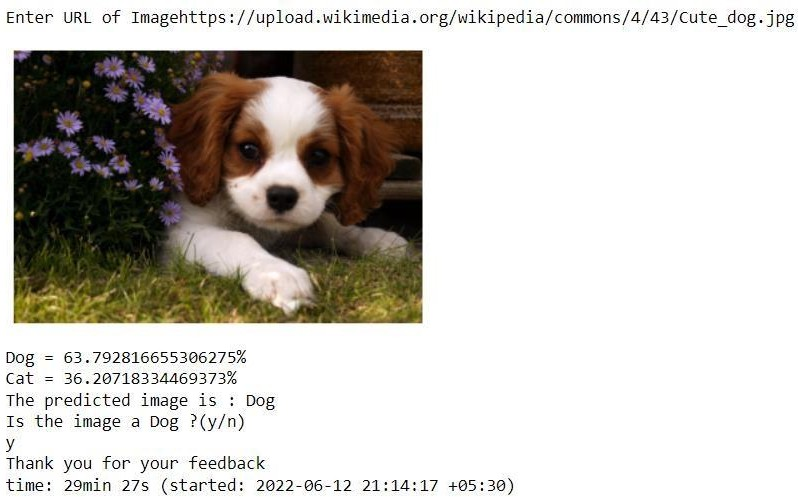 Enter URL of Imagehttps://upload.wikimedia.org/wikipedia/commons/4/43/Cute_dog.jpg
Dog = 63.792816655306275%
Cat = 36.20718334469373%
The predicted image is : Dog
Is the image a Dog ?(y/n)
y
Thank you for your feedback
time: 29min 27s (started: 2022-06-12 21:14:17 +05:30)